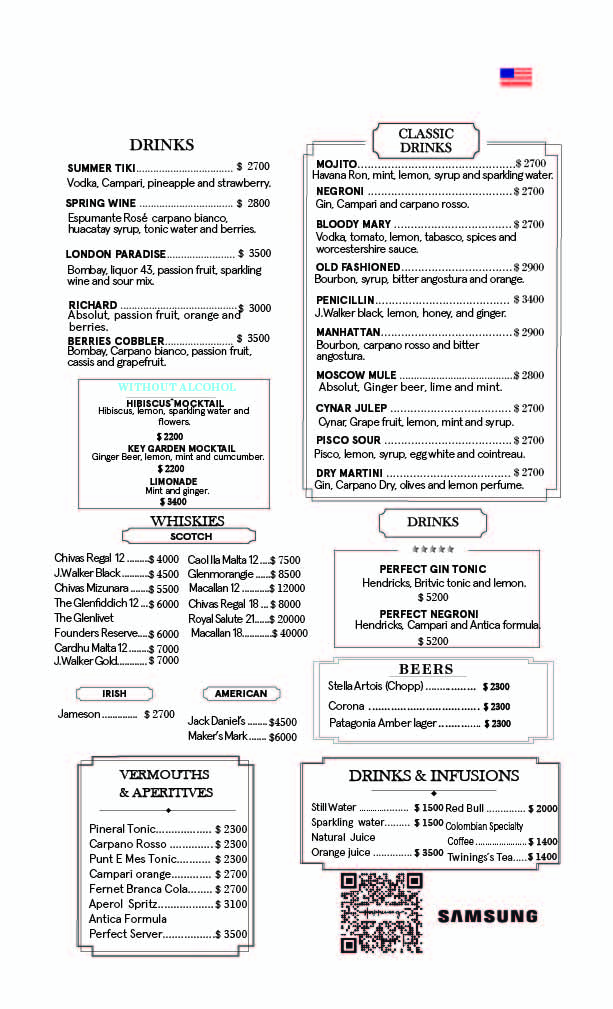 DRINKS
SUMMER TIKI................................ $ 2700
Vodka, Campari, pineapple and strawberry.
SPRING WINE ................................ $ 2800
Espumante Rosé carpano bianco,
huacatay syrup, tonic water and berries.
LONDON PARADISE........................ $ 3500
Bombay, liquor 43, passion fruit, sparkling
wine and sour mix.
RICHARD ........................................$ 3000
Absolut, passion fruit, orange and
berries.
BERRIES COBBLER........................ $ 3500
Bombay, Carpano bianco, passion fruit,
cassis and grapefruit.
WITHOUT ALCOHOL
HIBISCUS MOCKTAIL
Hibiscus, lemon, sparkling water and
flowers.
$ 2200
KEY GARDEN MOCKTAIL
Ginger Beer, lemon, mint and cumcumber.
$ 2200
LIMONADE
Mint and ginger.
$ 3400
CLASSIC
DRINKS
MOJITO..........................................$ 2700
Havana Ron, mint, lemon, syrup and sparkling water.
NEGRONI ......................................$ 2700
Gin, Campari and carpano rosso.
BLOODY MARY ..............................$ 2700
Vodka, tomato, lemon, tabasco, spices and
worcestershire sauce.
OLD FASHIONED............................$ 2900
Bourbon, syrup, bitter angostura and orange.
PENICILLIN.................................. $ 3400
J.Walker black, lemon, honey, and ginger.
MANHATTAN..................................$ 2900
Bourbon, carpano rosso and bitter
angostura.
MOSCOW MULE ............................$ 2800
Absolut, Ginger beer, lime and mint.
CYNAR JULEP ..............................$ 2700
Cynar, Grape fruit, lemon, mint and syrup.
PISCO SOUR ................................$ 2700
Pisco, lemon, syrup, egg white and cointreau.
DRY MARTINI .............................. $ 2700
Gin, Carpano Dry, olives and lemon perfume.
WHISKIES
SCOTCH
Chivas Regal 12 .......$ 4000
J.Walker Black..........$ 4500
Chivas Mizunara ......$ 5500
The Glenfiddich 12 ...$ 6000
The Glenlivet
Founders Reserve....$ 6000
Cardhu Malta 12.......$ 7000
J.Walker Gold...........$ 7000
Caol Ila Malta 12....$ 7500
Glenmorangie ......$ 8500
Macallan 12 ...........$ 12000
Chivas Regal 18 ...$ 8000
Royal Salute 21.....$ 20000
Macallan 18............$ 40000
IRISH
Jameson ............. $ 2700
AMERICAN
Jack Daniel's ........$4500
Maker's Mark....... $6000
DRINKS
PERFECT GIN TONIC
Hendricks, Britvic tonic and lemon.
$ 5200
PERFECT NEGRONI
Hendricks, Campari and Antica formula.
$ 5200
BEERS
Stella Artois (Chopp) ................ $ 2300
Corona .................................... $ 2300
Patagonia Amber lager ............. $ 2300
VERMOUTHS
& APERITIVES
Pineral Tonic................. $ 2300
Carpano Rosso .............$ 2300
Punt E Mes Tonic........... $ 2300
Campari orange............$ 2700
Fernet Branca Cola........$ 2700
Aperol Spritz.................$ 3100
Antica Formula
Perfect Server................$ 3500
DRINKS & INFUSIONS
Still Water ................... $ 1500
Sparkling water......... $ 1500
Natural Juice
Orange juice .............$ 3500
Red Bull .............. $ 2000
Colombian Specialty
Coffee ......................$ 1400
Twinings's Tea.....$ 1400
SAMSUNG